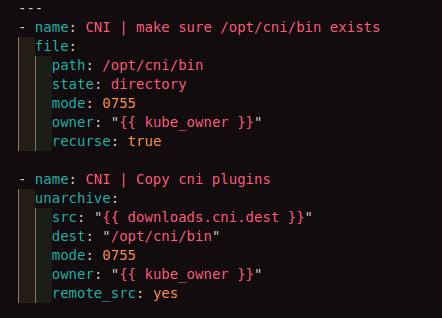 ---
- name: CNI | make sure /opt/cni/bin exists
  file:
    path: /opt/cni/bin
    state: directory
    mode: 0755
    owner: "{{ kube_owner }}"
    recurse: true

- name: CNI | Copy cni plugins
  unarchive:
    src: "{{ downloads.cni.dest }}"
    dest: "/opt/cni/bin"
    mode: 0755
    owner: "{{ kube_owner }}"
    remote_src: yes